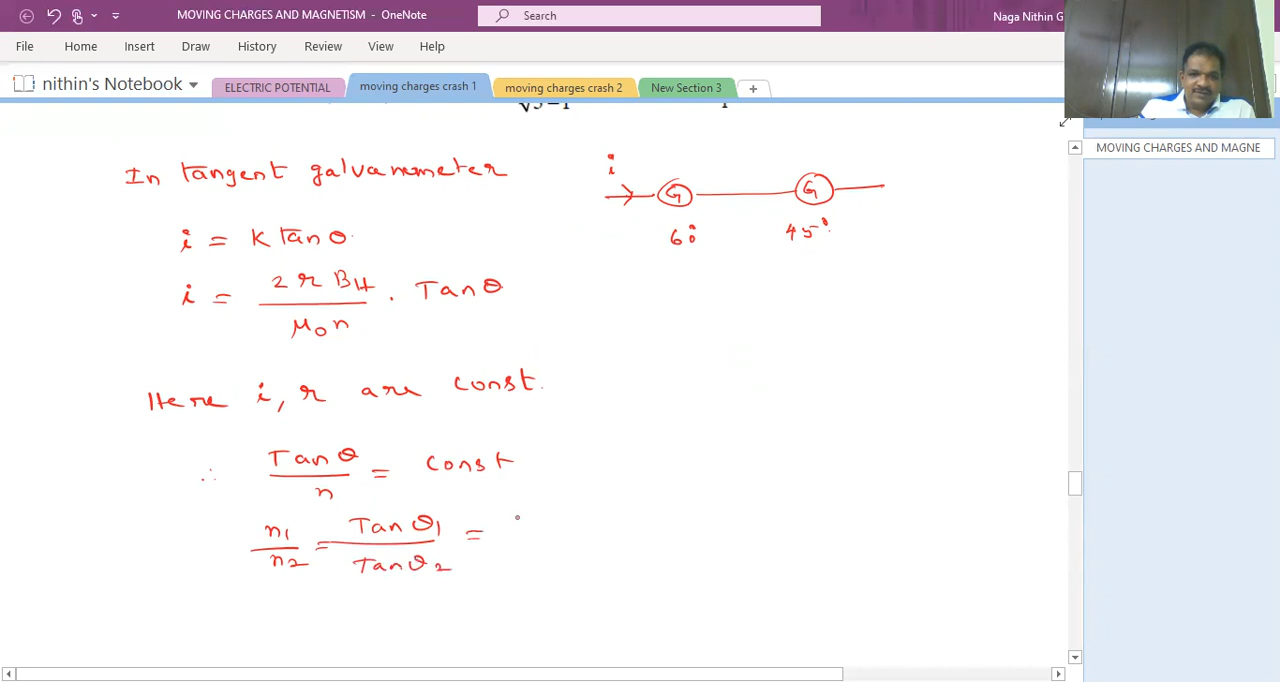 MOVING CHARGES AND MAGNETISM - OneNote
Search
Naga Nithin G
File Home Insert Draw History Review View Help
nithin's Notebook
ELECTRIC POTENTIAL
moving charges crash 1
moving charges crash 2
New Section 3
MOVING CHARGES AND MAGNE
In tangent galvanometer
i = K tan θ
i = 2 r B_H / μ₀ n . Tan θ
Here i, r are const.
∴ Tan θ / n = const
n₁ / n₂ = Tan θ₁ / Tan θ₂ =
i
G G
60° 45°